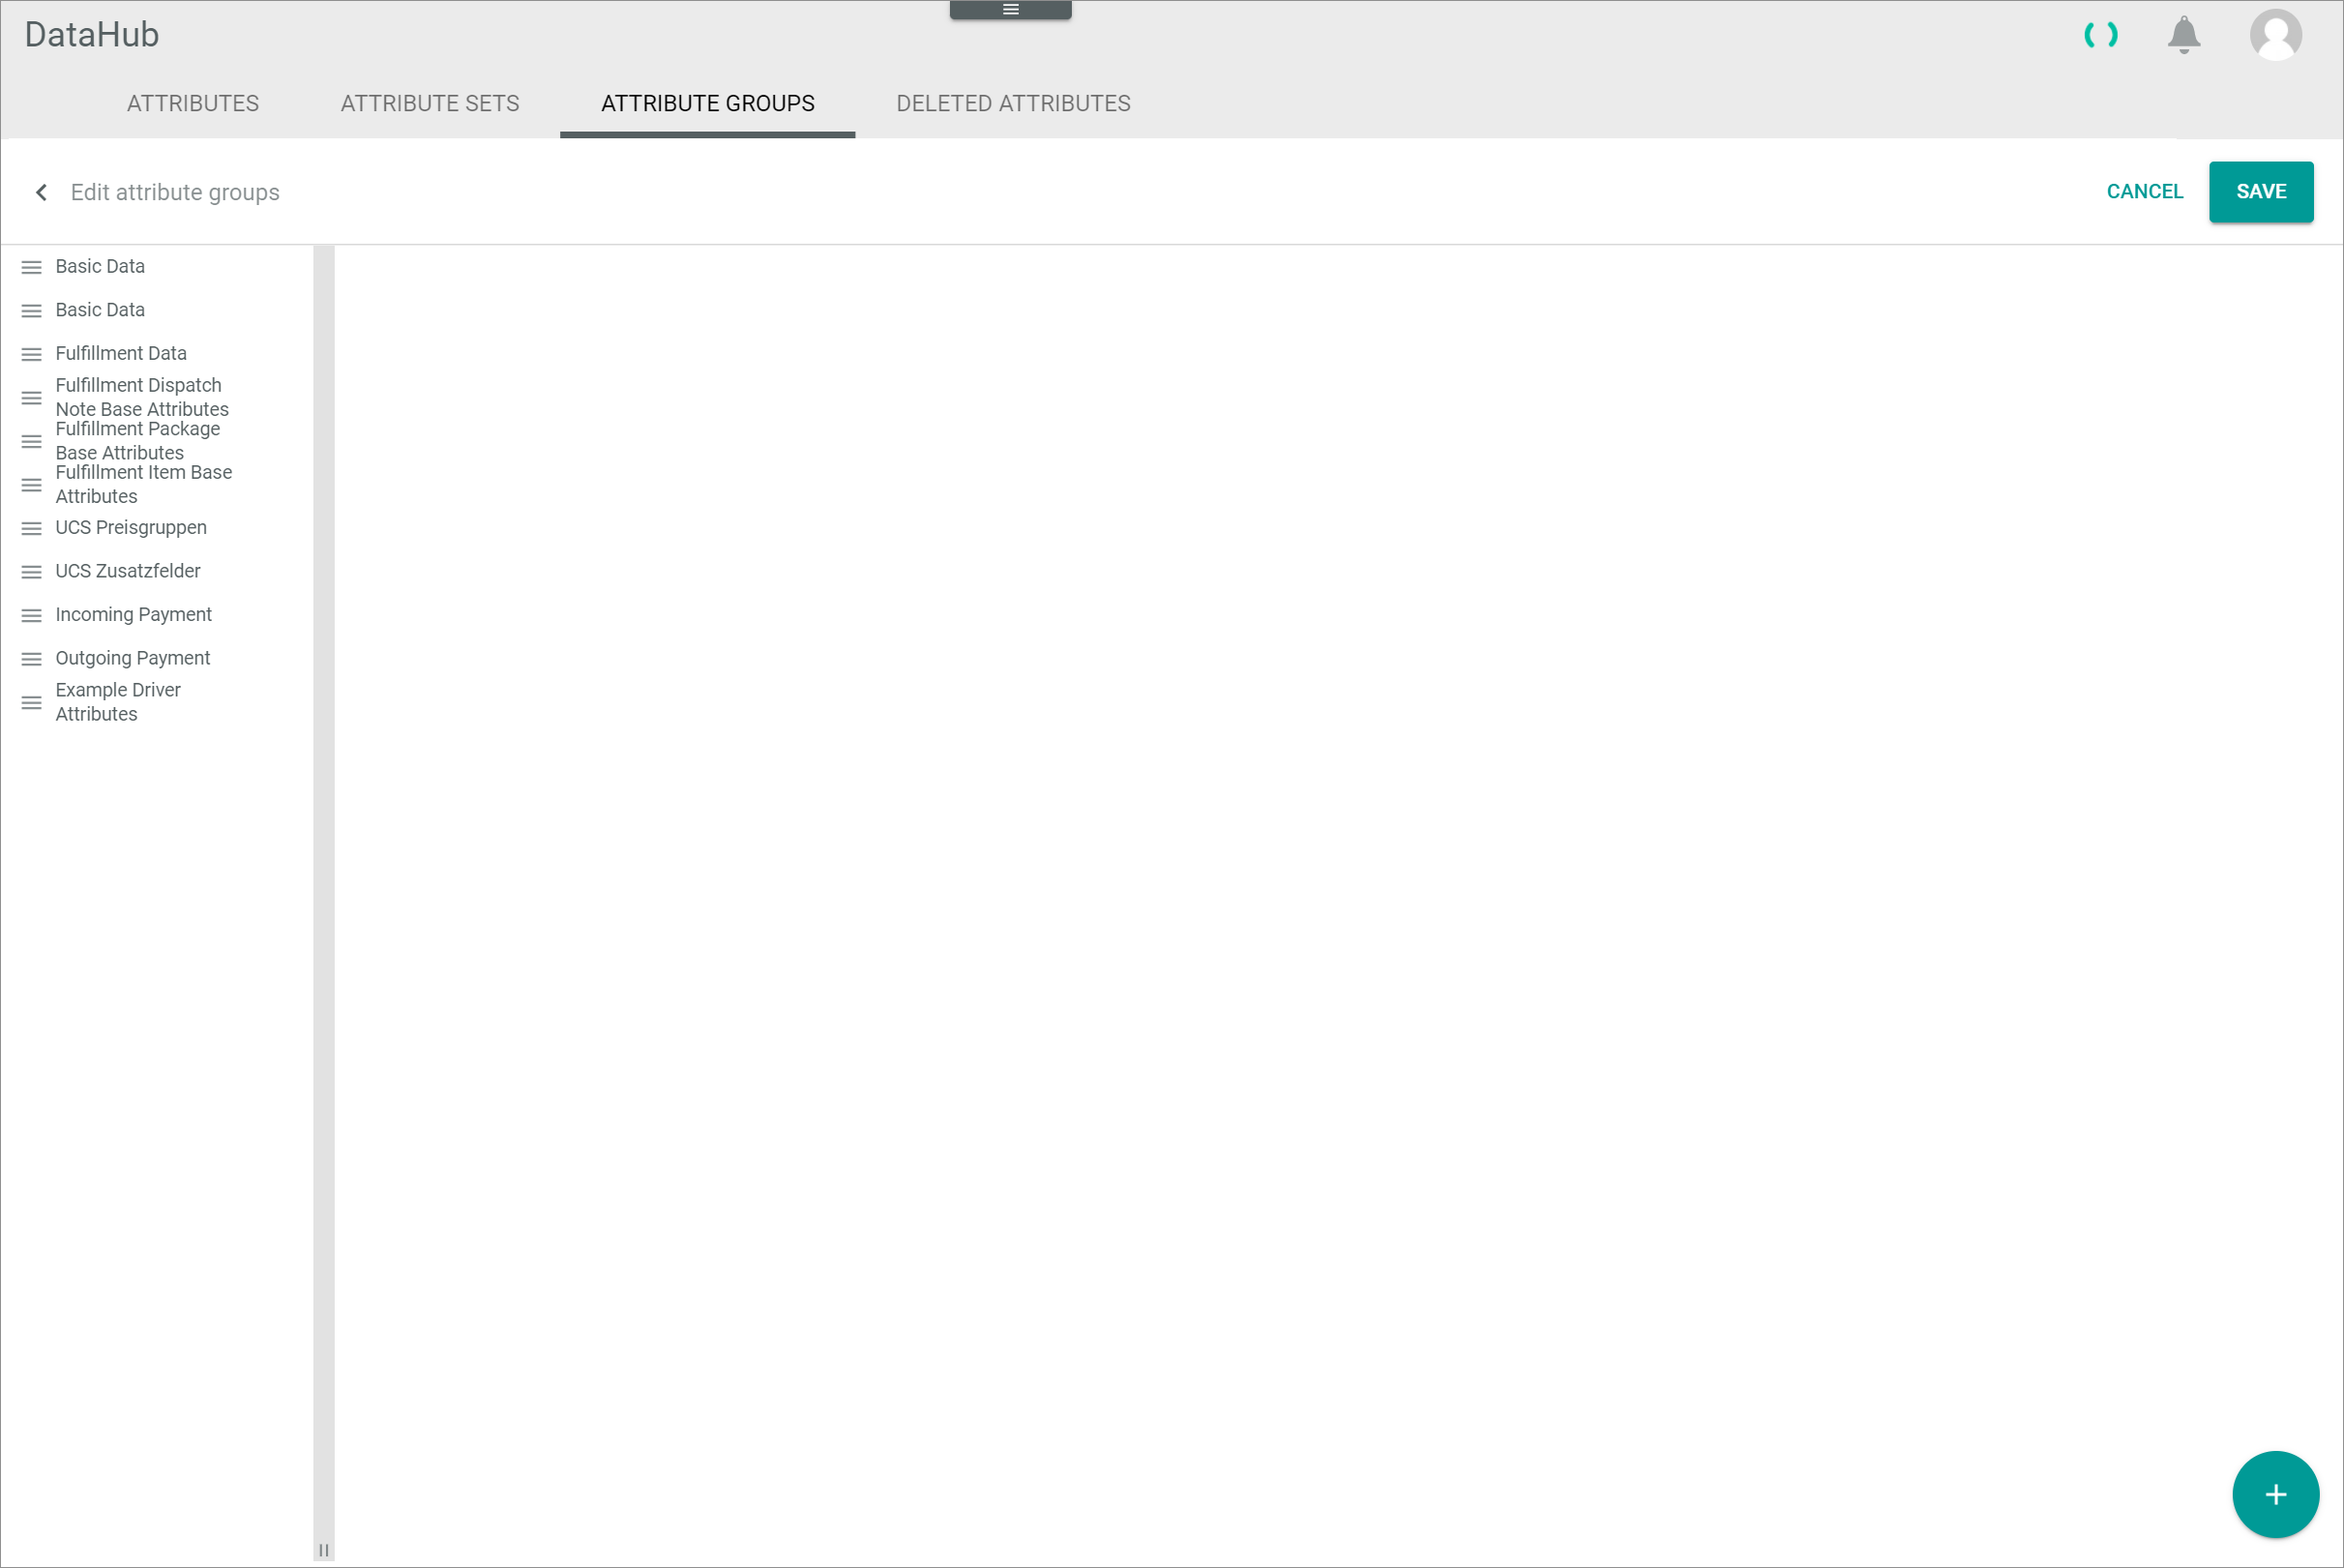 DataHub
ATTRIBUTES
ATTRIBUTE SETS
ATTRIBUTE GROUPS
DELETED ATTRIBUTES
Edit attribute groups
CANCEL
SAVE
Basic Data
Basic Data
Fulfillment Data
Fulfillment Dispatch
Note Base Attributes
Fulfillment Package
Base Attributes
Fulfillment Item Base
Attributes
UCS Preisgruppen
UCS Zusatzfelder
Incoming Payment
Outgoing Payment
Example Driver
Attributes